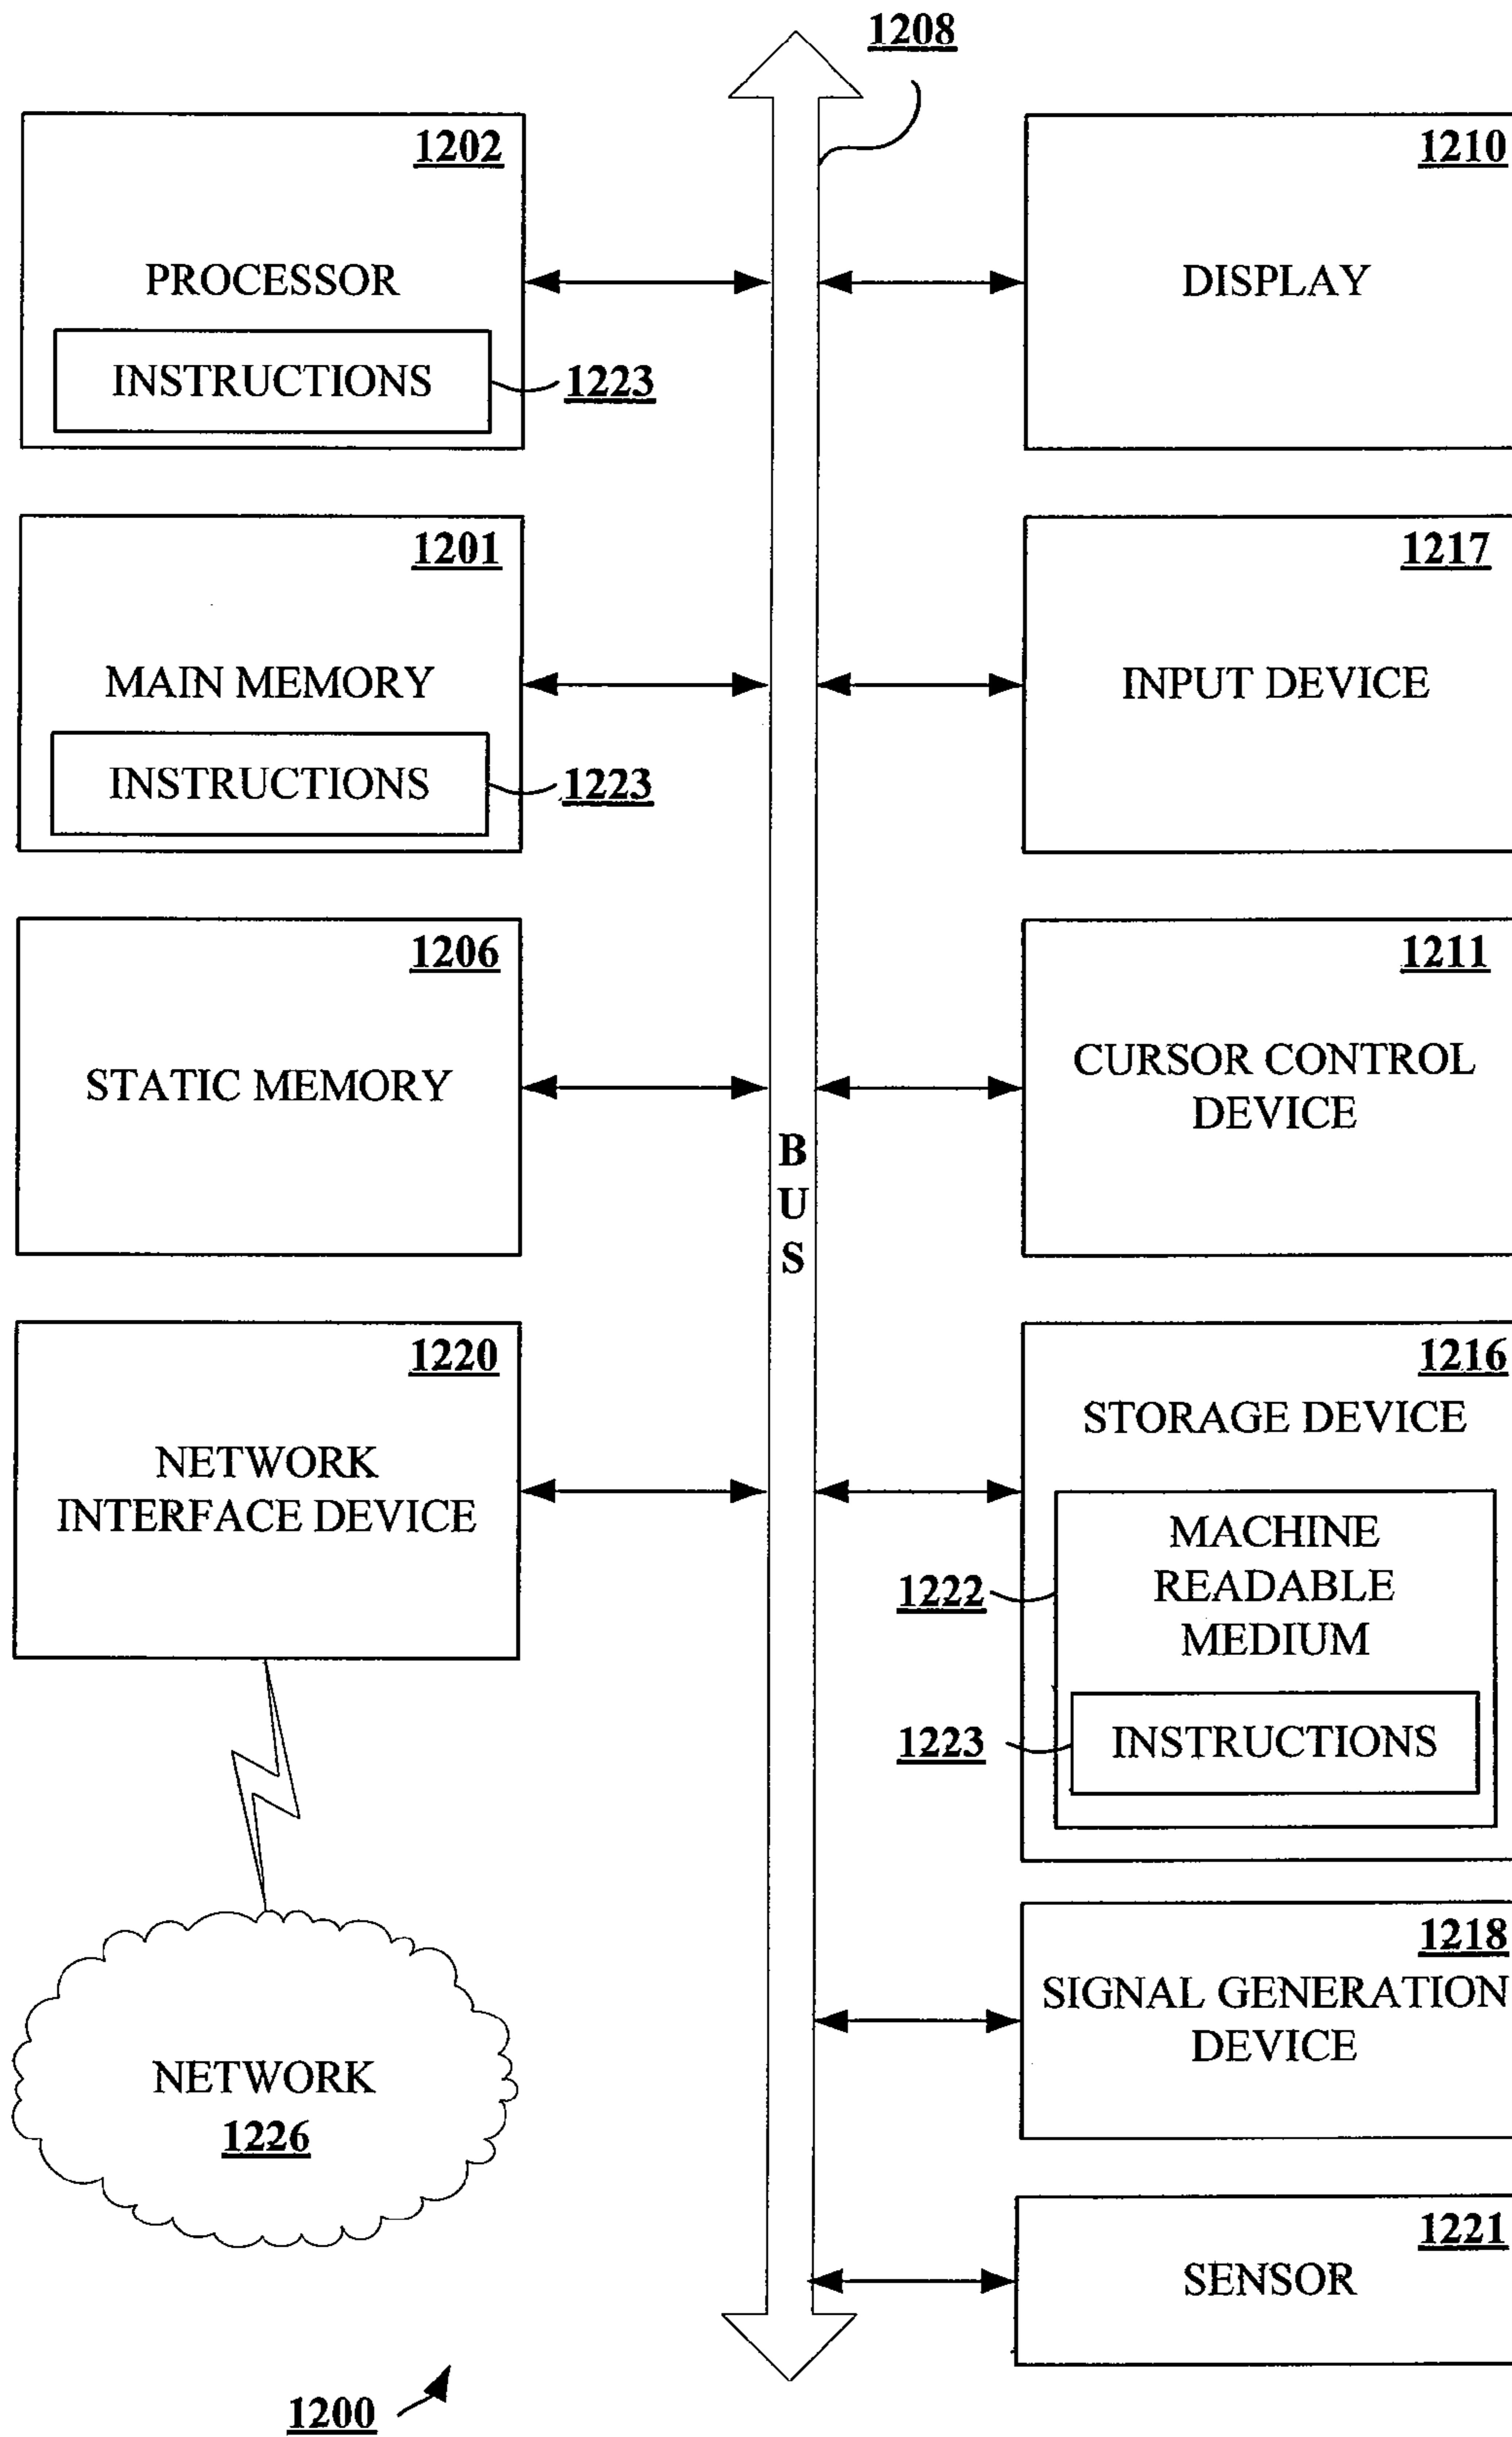 1208
1202
PROCESSOR
INSTRUCTIONS
1223
1201
MAIN MEMORY
INSTRUCTIONS
1223
1206
STATIC MEMORY
1220
NETWORK
INTERFACE DEVICE
NETWORK
1226
1200
B
U
S
1210
DISPLAY
1217
INPUT DEVICE
1211
CURSOR CONTROL
DEVICE
1216
STORAGE DEVICE
MACHINE
READABLE
MEDIUM
1222
INSTRUCTIONS
1223
1218
SIGNAL GENERATION
DEVICE
1221
SENSOR